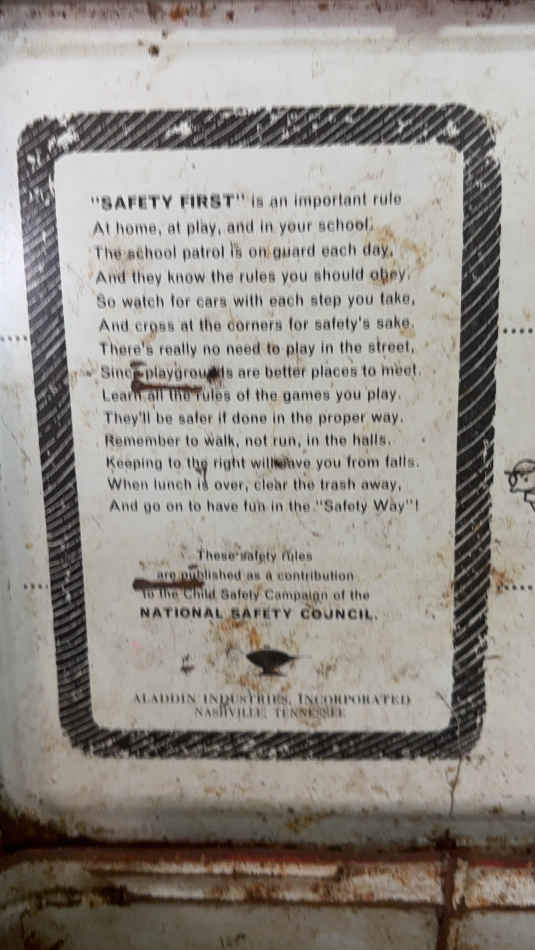 "SAFETY FIRST" is an important rule
At home, at play, and in your school.
The school patrol is on guard each day,
And they know the rules you should obey.
So watch for cars with each step you take,
And cross at the corners for safety's sake.
There's really no need to play in the street,
Since playgrounds are better places to meet.
Learn all the rules of the games you play.
They'll be safer if done in the proper way.
Remember to walk, not run, in the halls.
Keeping to the right will save you from falls.
When lunch is over, clear the trash away,
And go on to have fun in the "Safety Way"!
These safety rules
are published as a contribution
to the Child Safety Campaign of the
NATIONAL SAFETY COUNCIL.
ALADDIN INDUSTRIES, INCORPORATED
NASHVILLE, TENNESSEE